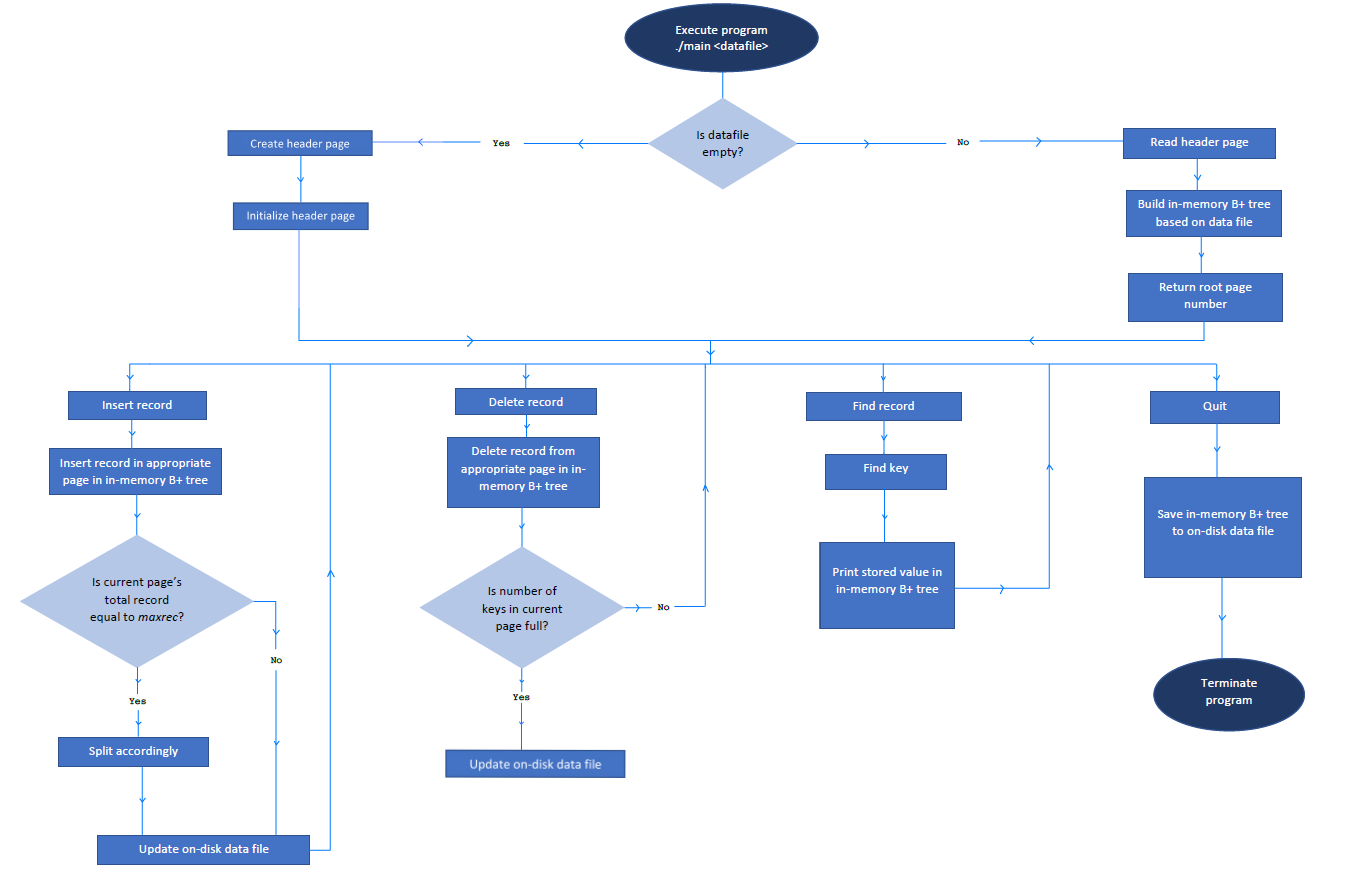 Execute program
./main <datafile>
Is datafile
empty?
Yes
No
Create header page
Initialize header page
Read header page
Build in-memory B+ tree
based on data file
Return root page
number
Insert record
Insert record in appropriate
page in in-memory B+ tree
Is current page's
total record
equal to maxrec?
No
Yes
Split accordingly
Update on-disk data file
Delete record
Delete record from
appropriate page in in-
memory B+ tree
Is number of
keys in current
page full?
No
Yes
Update on-disk data file
Find record
Find key
Print stored value in
in-memory B+ tree
Quit
Save in-memory B+ tree
to on-disk data file
Terminate
program